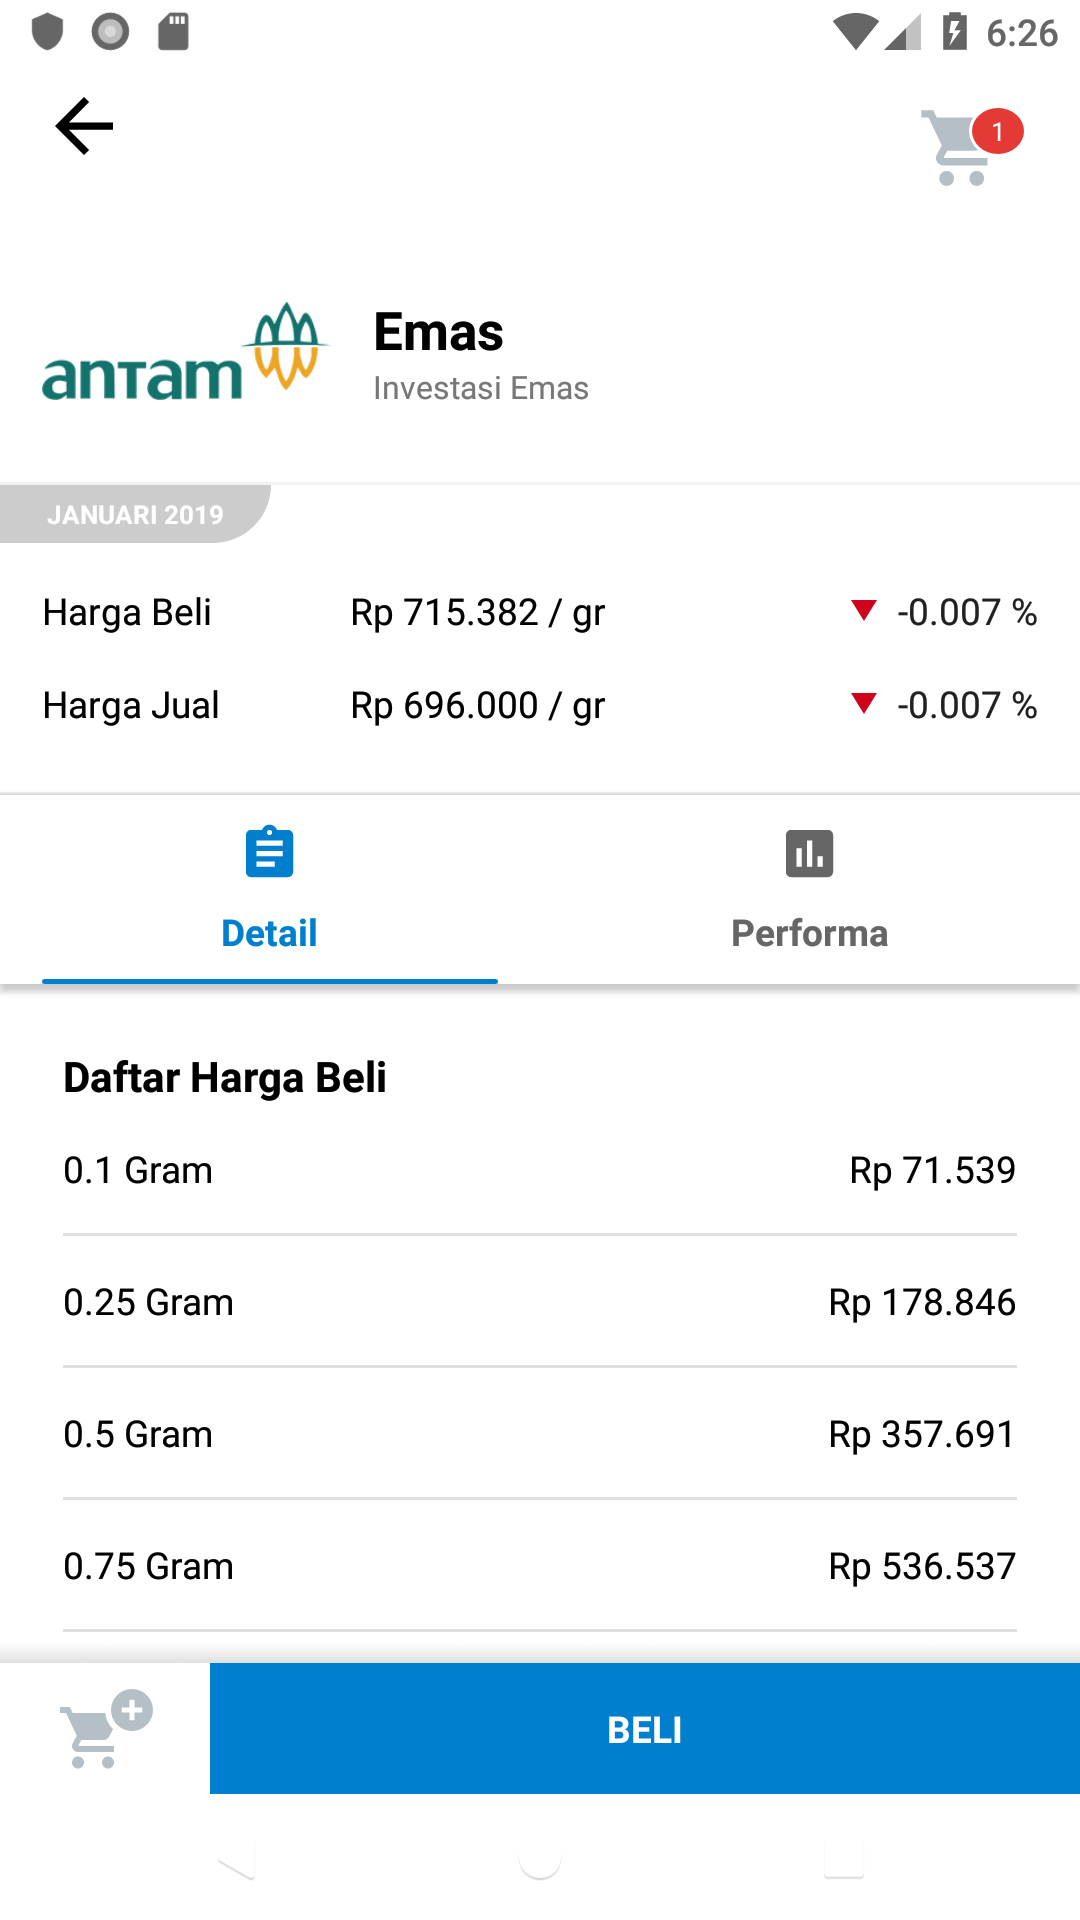 6:26
1
antam
Emas
Investasi Emas
JANUARI 2019
Harga Beli Rp 715.382 / gr -0.007 %
Harga Jual Rp 696.000 / gr -0.007 %
Detail Performa
Daftar Harga Beli
0.1 Gram Rp 71.539
0.25 Gram Rp 178.846
0.5 Gram Rp 357.691
0.75 Gram Rp 536.537
BELI